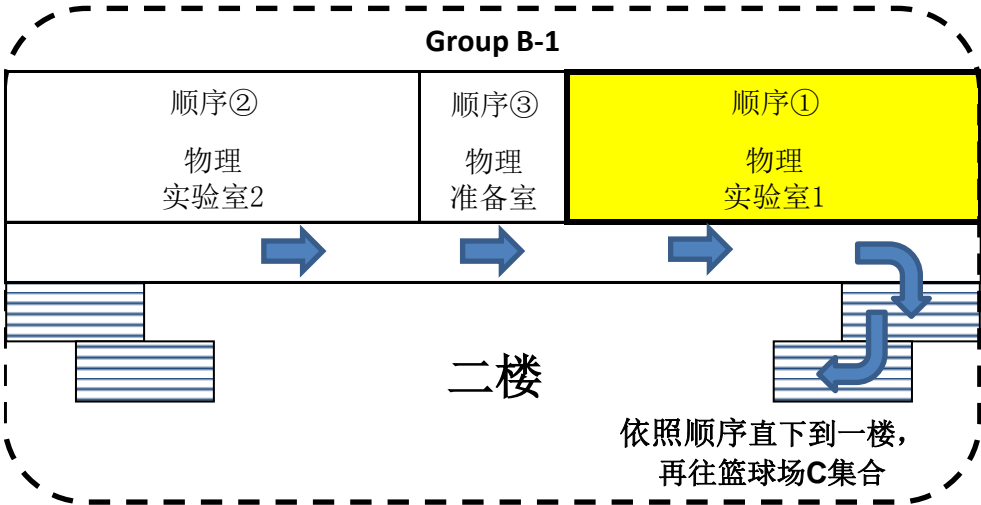 Group B-1
顺序②
物理
实验室2
顺序③
物理
准备室
顺序①
物理
实验室1
二楼
依照顺序直下到一楼，
再往篮球场C集合